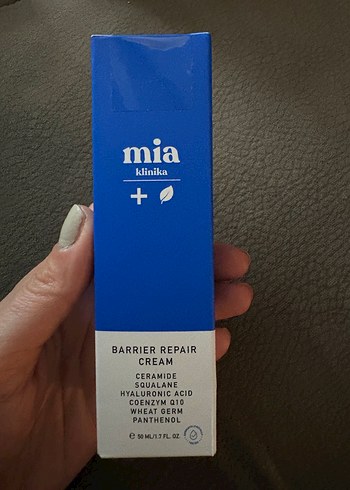 mia
klinika
BARRIER REPAIR
CREAM
CERAMIDE
SQUALANE
HYALURONIC ACID
COENZYM Q10
WHEAT GERM
PANTHENOL
℮ 50 ML/1.7 FL. OZ.